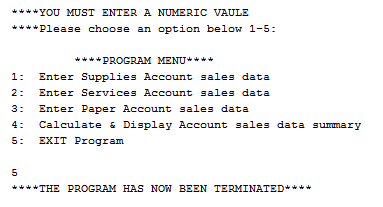 ****YOU MUST ENTER A NUMERIC VAULE
****Please choose an option below 1-5:
****PROGRAM MENU****
1: Enter Supplies Account sales data
2: Enter Services Account sales data
3: Enter Paper Account sales data
4: Calculate & Display Account sales data summary
5: EXIT Program
5
****THE PROGRAM HAS NOW BEEN TERMINATED****